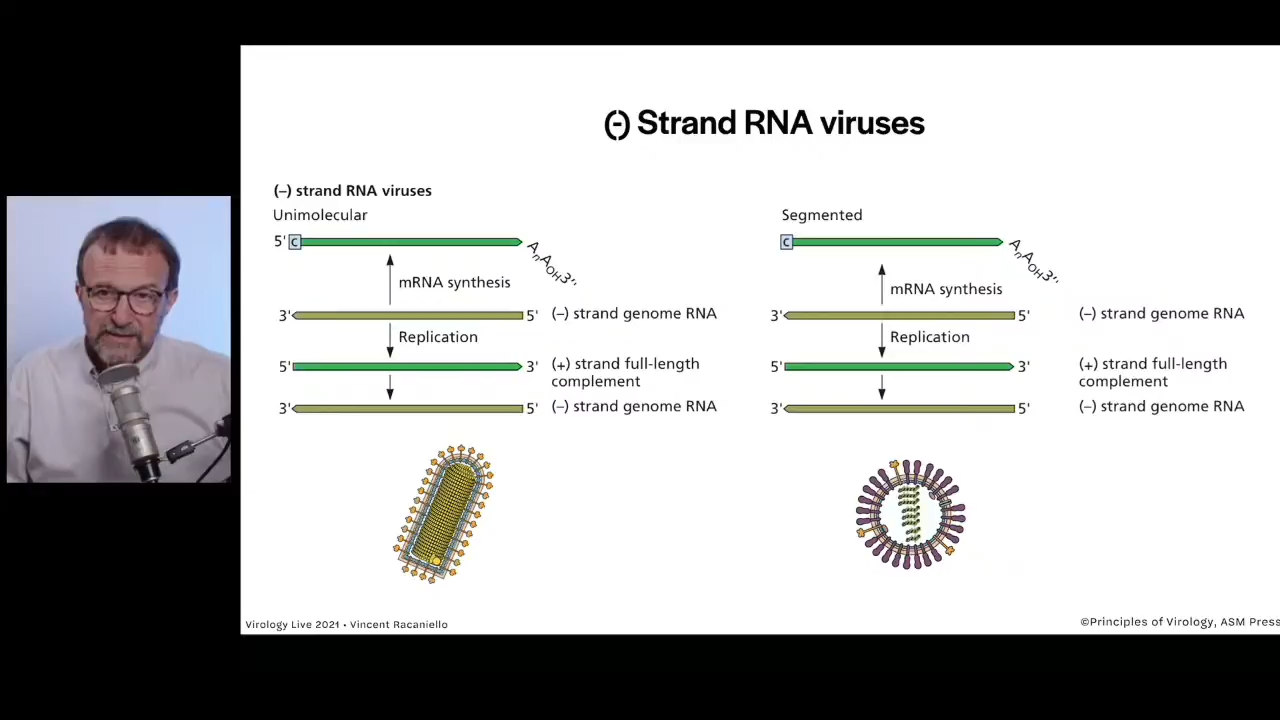 (-) Strand RNA viruses
(–) strand RNA viruses
Unimolecular
5' C AnAOH3'
mRNA synthesis
3' 5' (–) strand genome RNA
Replication
5' 3' (+) strand full-length
complement
3' 5' (–) strand genome RNA
Segmented
C AnAOH3'
mRNA synthesis
3' 5' (–) strand genome RNA
Replication
5' 3' (+) strand full-length
complement
3' 5' (–) strand genome RNA
Virology Live 2021 • Vincent Racaniello
©Principles of Virology, ASM Press